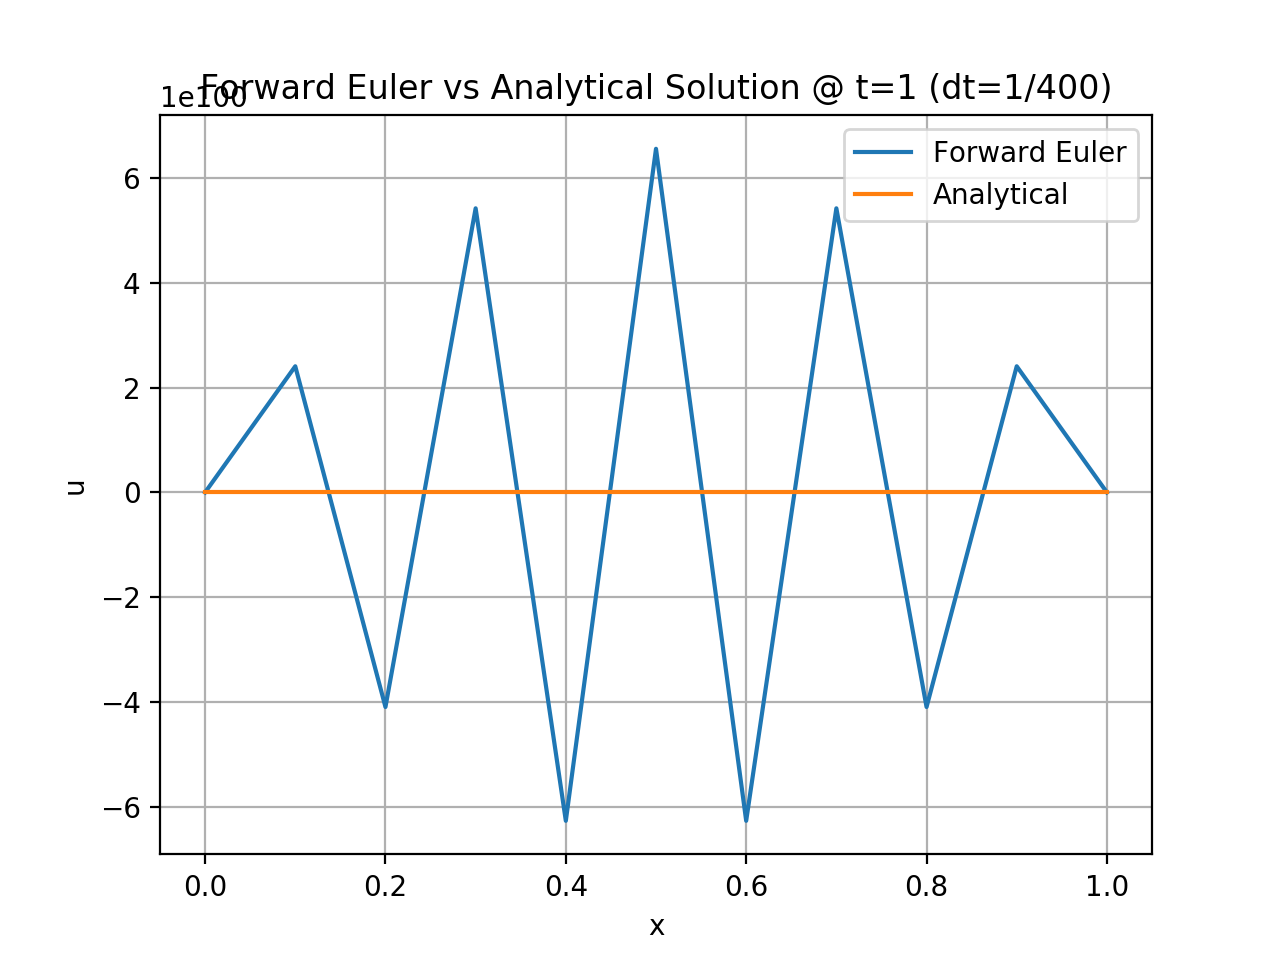 Forward Euler vs Analytical Solution @ t=1 (dt=1/400)
1e100
Forward Euler
Analytical
6
4
2
0
−2
−4
−6
u
0.0 0.2 0.4 0.6 0.8 1.0
x